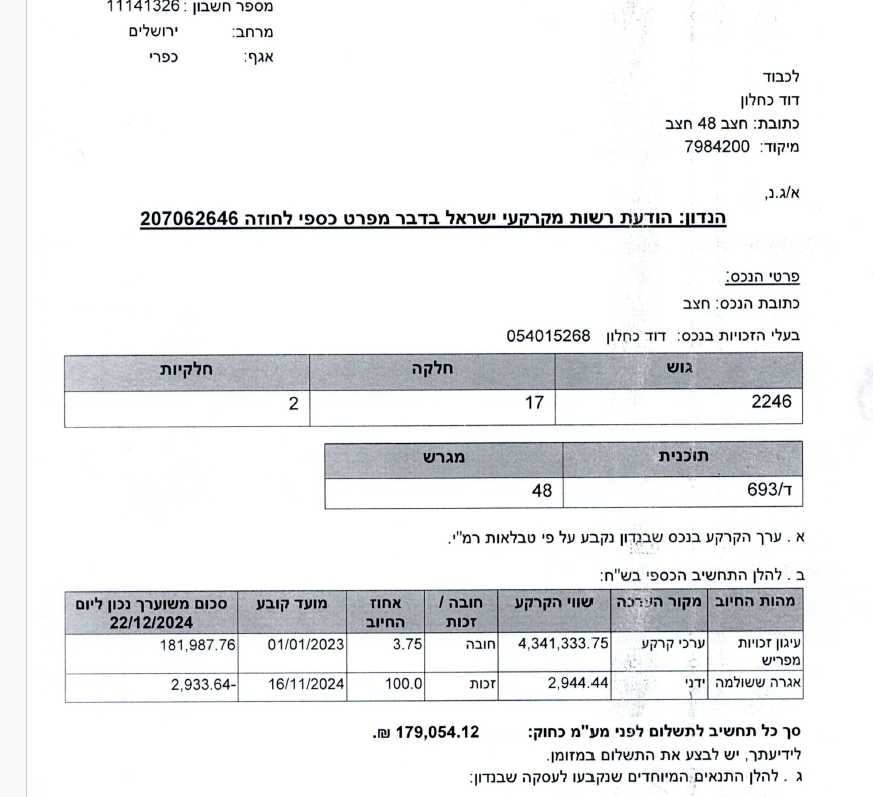 מספר חשבון : 11141326
מרחב: ירושלים
אגף: כפרי
לכבוד
דוד כחלון
כתובת: חצב 48 חצב
מיקוד: 7984200
א/ג.נ,
הנדון: הודעת רשות מקרקעי ישראל בדבר מפרט כספי לחוזה 207062646
פרטי הנכס:
כתובת הנכס: חצב
בעלי הזכויות בנכס: דוד כחלון 054015268
גוש חלקה חלקיות
2246 17 2
תוכנית מגרש
ד/693 48
א . ערך הקרקע בנכס שבנדון נקבע על פי טבלאות רמ"י.
ב . להלן התחשיב הכספי בש"ח:
מהות החיוב מקור הערכה שווי הקרקע חובה / זכות אחוז החיוב מועד קובע סכום משוערך נכון ליום 22/12/2024
עיגון זכויות מפריש ערכי קרקע 4,341,333.75 חובה 3.75 01/01/2023 181,987.76
אגרה ששולמה ידני 2,944.44 זכות 100.0 16/11/2024 2,933.64-
סך כל תחשיב לתשלום לפני מע"מ כחוק: 179,054.12 ₪.
לידיעתך, יש לבצע את התשלום במזומן.
ג . להלן התנאים המיוחדים שנקבעו לעסקה שבנדון: